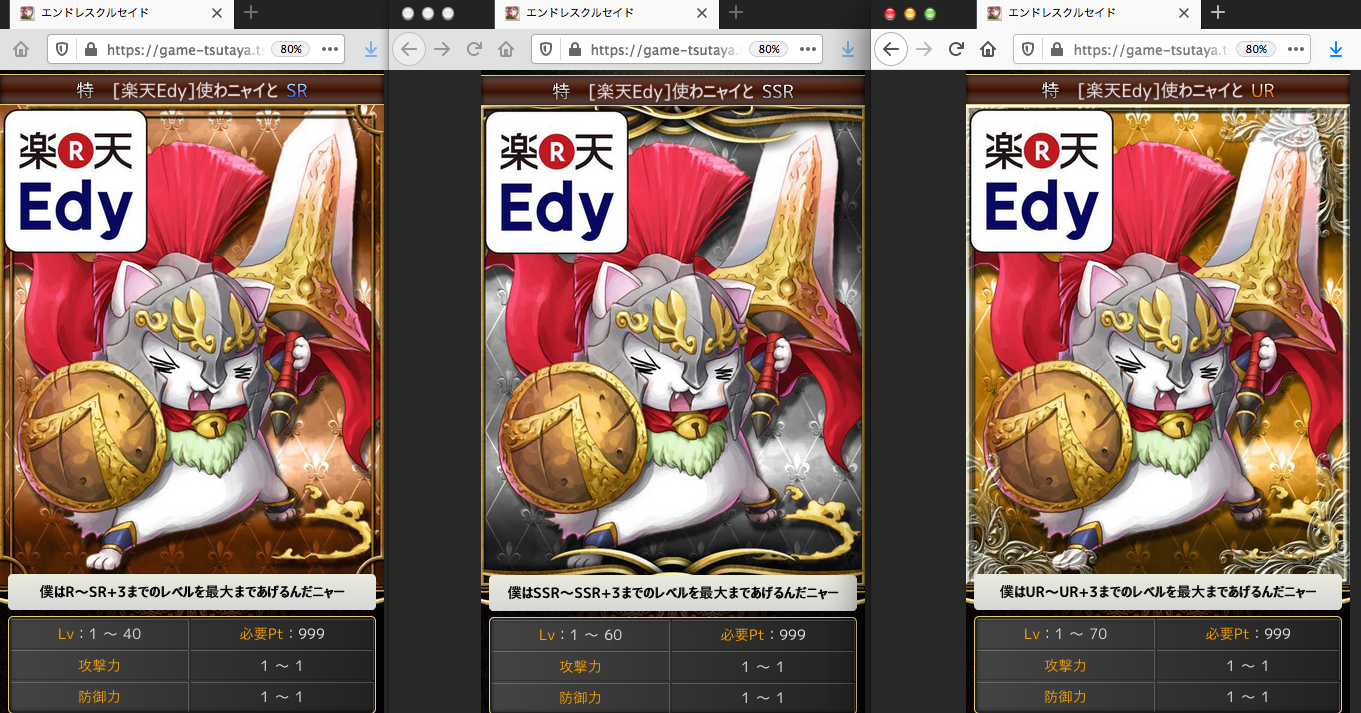 エンドレスクルセイド
https://game-tsutaya.t
80%
特 [楽天Edy]使わニャイと SR
楽R天
Edy
僕はR～SR+3までのレベルを最大まであげるんだニャー
Lv：1 ～ 40 必要Pt：999
攻撃力 1 ～ 1
防御力 1 ～ 1
エンドレスクルセイド
https://game-tsutaya.
80%
特 [楽天Edy]使わニャイと SSR
楽R天
Edy
僕はSSR～SSR+3までのレベルを最大まであげるんだニャー
Lv：1 ～ 60 必要Pt：999
攻撃力 1 ～ 1
防御力 1 ～ 1
エンドレスクルセイド
https://game-tsutaya.t
80%
特 [楽天Edy]使わニャイと UR
楽R天
Edy
僕はUR～UR+3までのレベルを最大まであげるんだニャー
Lv：1 ～ 70 必要Pt：999
攻撃力 1 ～ 1
防御力 1 ～ 1